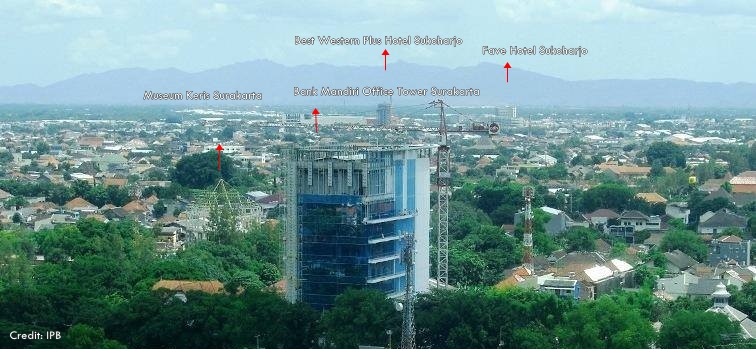 Best Western Plus Hotel Sukoharjo
Fave Hotel Sukoharjo
Museum Keris Surakarta
Bank Mandiri Office Tower Surakarta
Credit: IPB